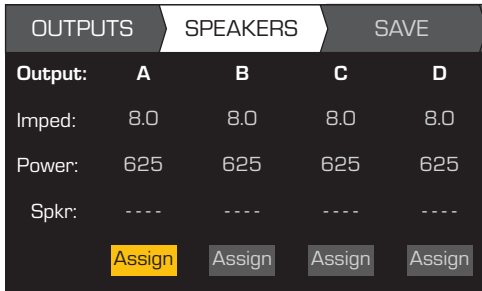 OUTPUTS SPEAKERS SAVE
Output: A B C D
Imped: 8.0 8.0 8.0 8.0
Power: 625 625 625 625
Spkr: ---- ---- ---- ----
Assign Assign Assign Assign